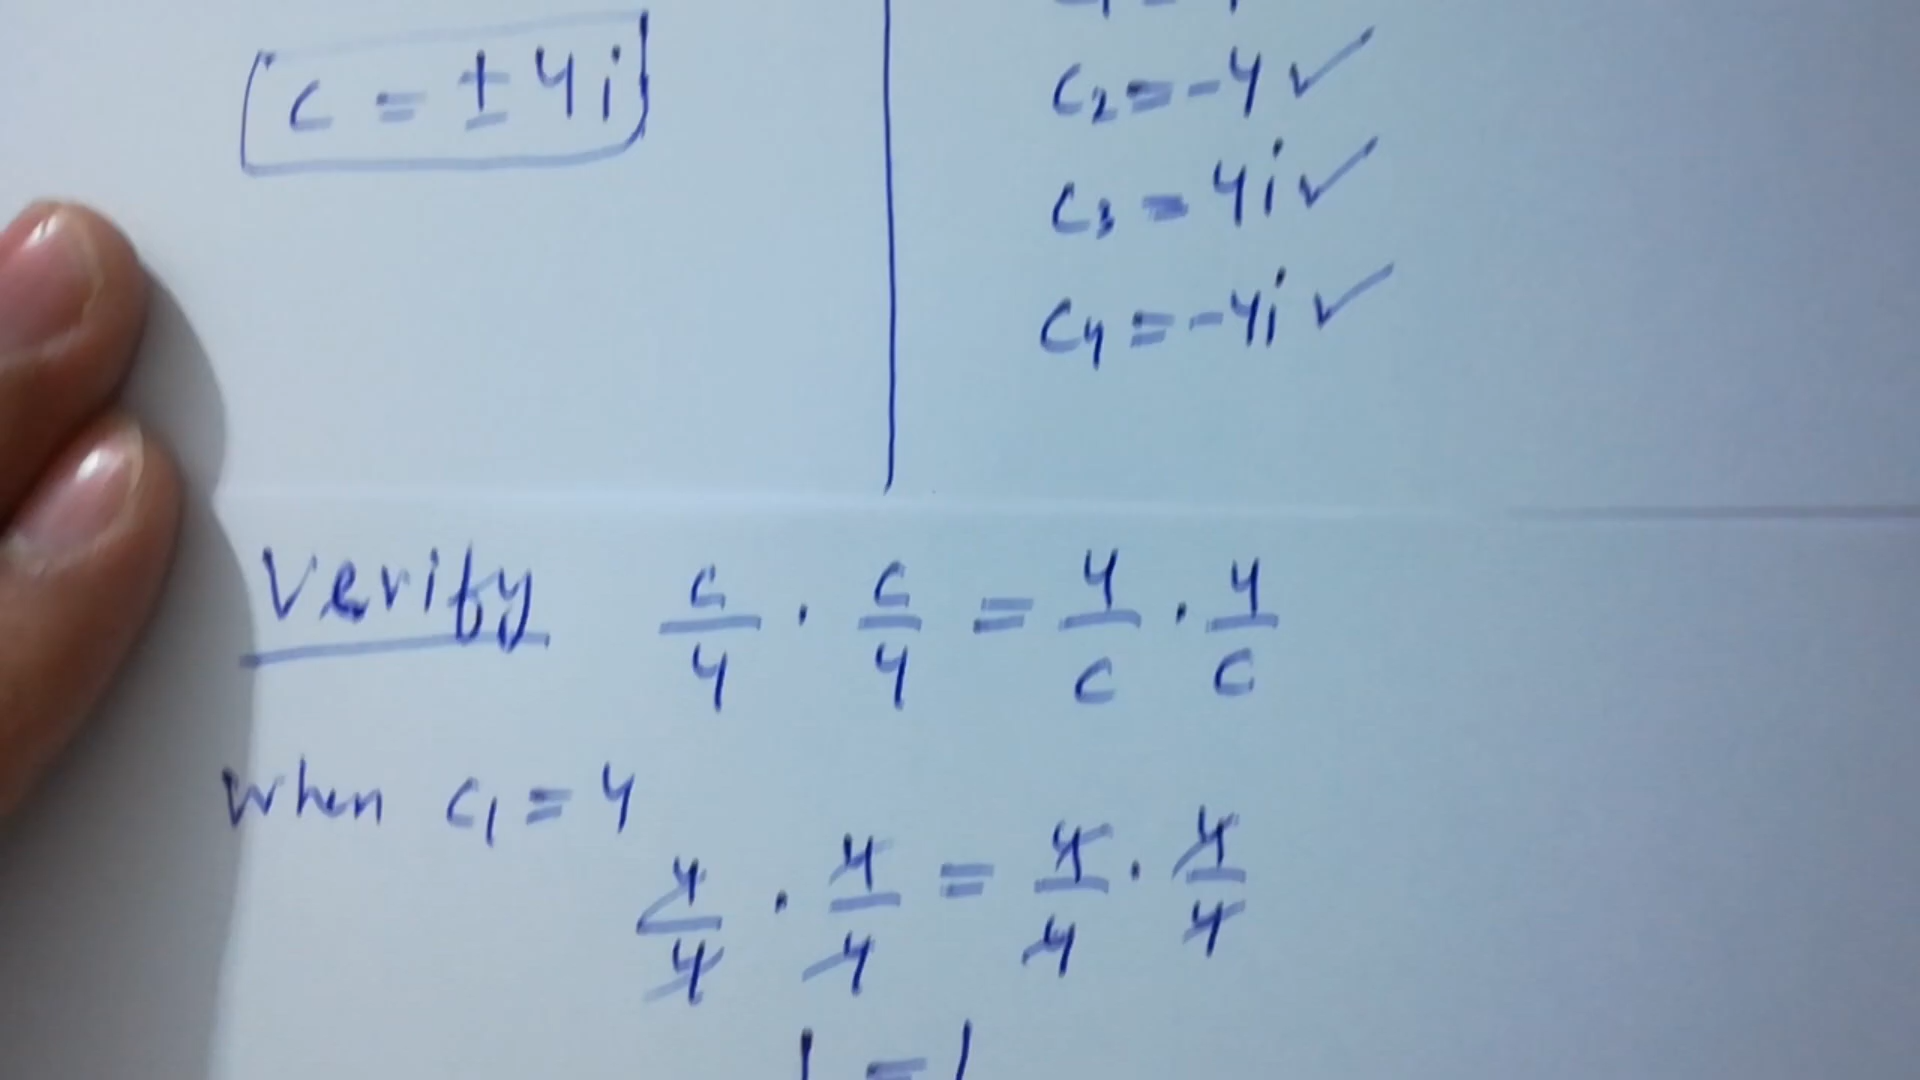 c = ±4i
c₂ = -4 ✓
c₃ = 4i ✓
c₄ = -4i ✓
Verify c/4 · c/4 = 4/c · 4/c
When c₁ = 4
4/4 · 4/4 = 4/4 · 4/4
1 = 1